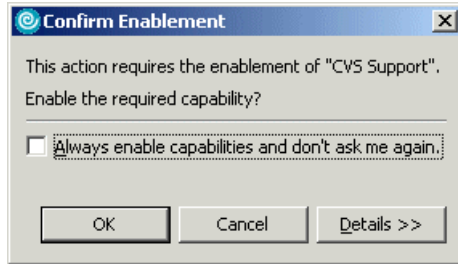 Confirm Enablement
This action requires the enablement of "CVS Support".
Enable the required capability?
Always enable capabilities and don't ask me again.
OK Cancel Details >>